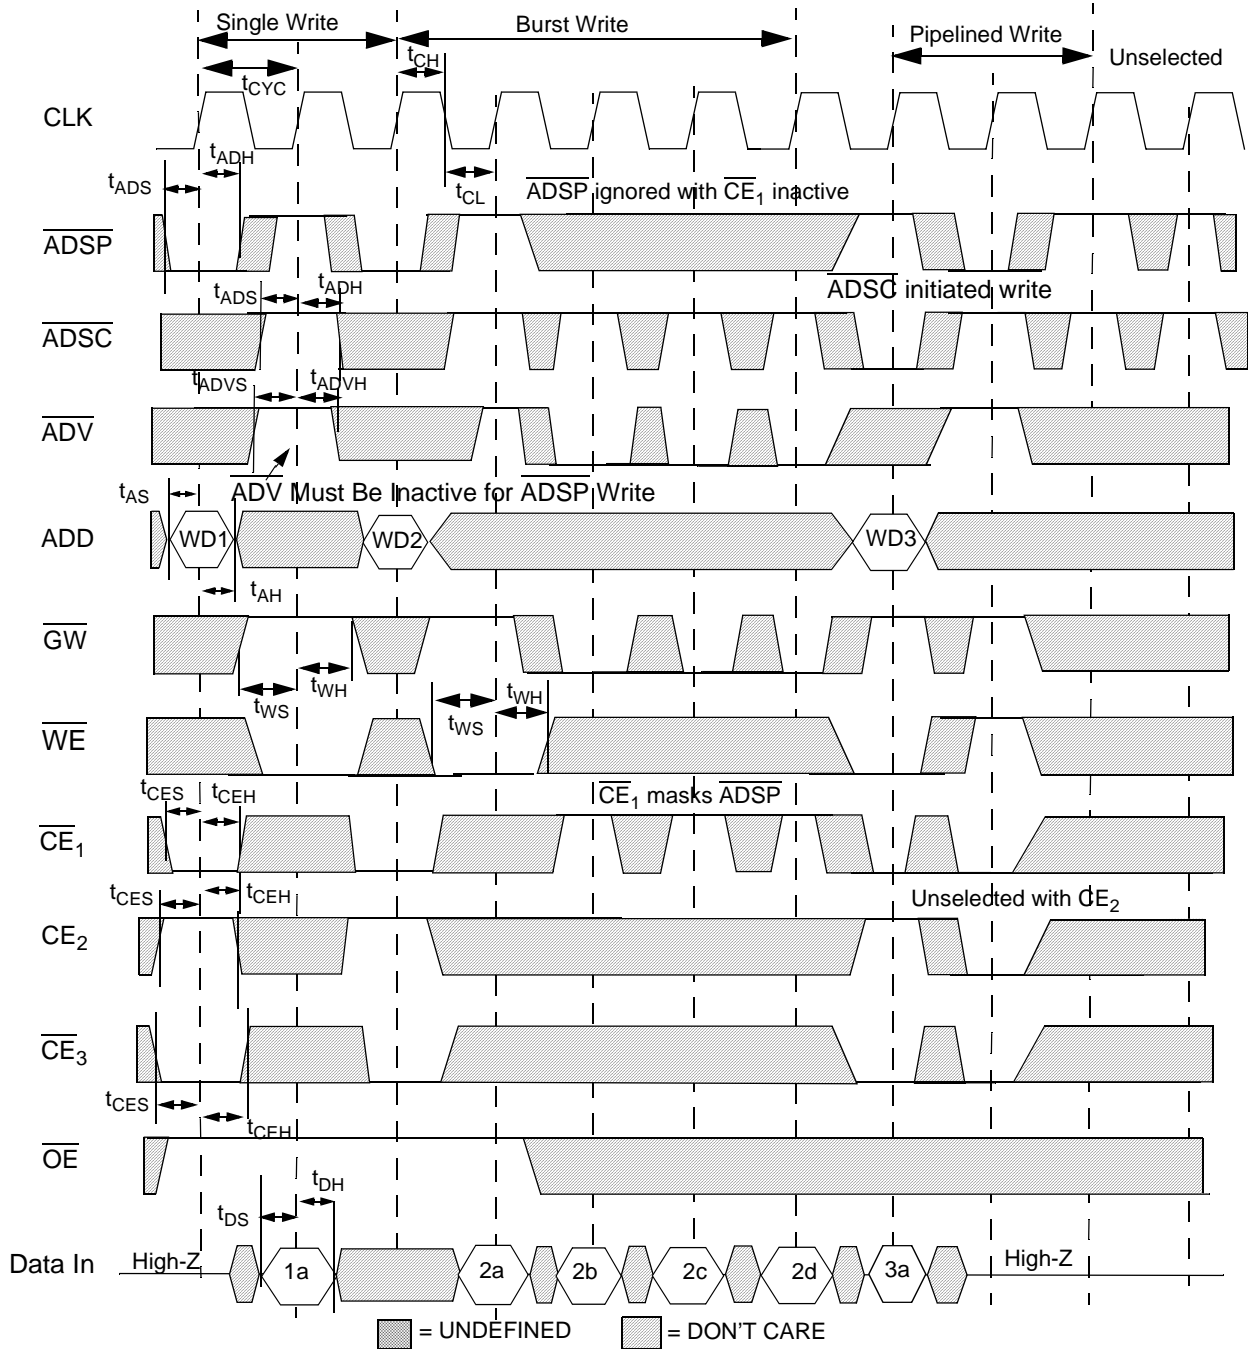 Single Write
Burst Write
Pipelined Write
Unselected
tCH
tCYC
CLK
tADH
tADS
tCL
ADSP ignored with CE1 inactive
ADSP
tADS
tADH
ADSC initiated write
ADSC
tADVS
tADVH
ADV
ADV Must Be Inactive for ADSP Write
tAS
ADD
WD1
WD2
WD3
tAH
GW
tWS
tWH
tWS
tWH
WE
tCES
tCEH
CE1 masks ADSP
CE1
tCES
tCEH
Unselected with CE2
CE2
CE3
tCES
tCEH
OE
tDH
tDS
Data In
High-Z
1a
2a
2b
2c
2d
3a
High-Z
= UNDEFINED
= DON'T CARE